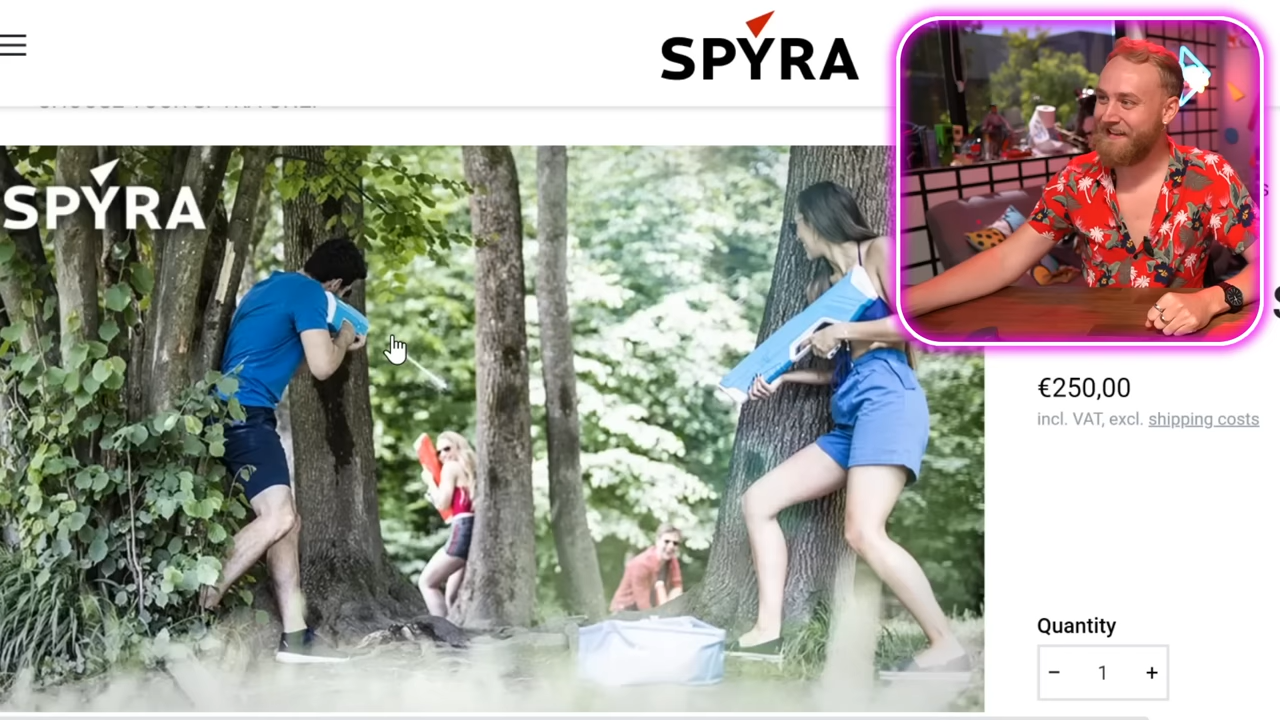 SPYRA
SPYRA
€250,00
incl. VAT, excl. shipping costs
Quantity
− 1 +